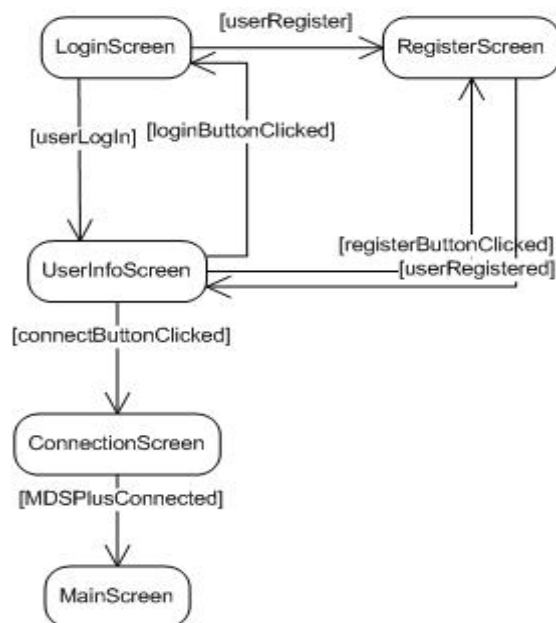 [userRegister]
LoginScreen
RegisterScreen
[userLogIn]
[loginButtonClicked]
[registerButtonClicked]
UserInfoScreen
[userRegistered]
[connectButtonClicked]
ConnectionScreen
[MDSPlusConnected]
MainScreen